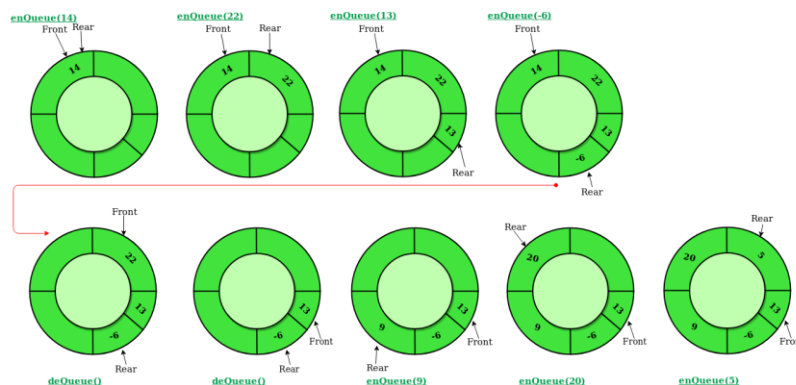 enQueue(14)
Front Rear
14
enQueue(22)
Front Rear
14 22
enQueue(13)
Front
14 22
13
Rear
enQueue(-6)
Front
14 22
13
-6
Rear
Front
22
13
-6
Rear
deQueue()
13
-6
Front
Rear
deQueue()
13
9 -6
Front
Rear
enQueue(9)
Rear
20
13
9 -6
Front
enQueue(20)
Rear
20 5
13
9 -6
Fron
enQueue(5)